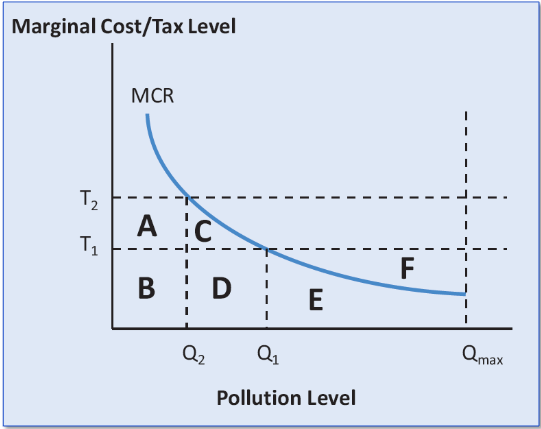 Marginal Cost/Tax Level
MCR
T2
A
C
T1
B
D
E
F
Q2
Q1
Qmax
Pollution Level